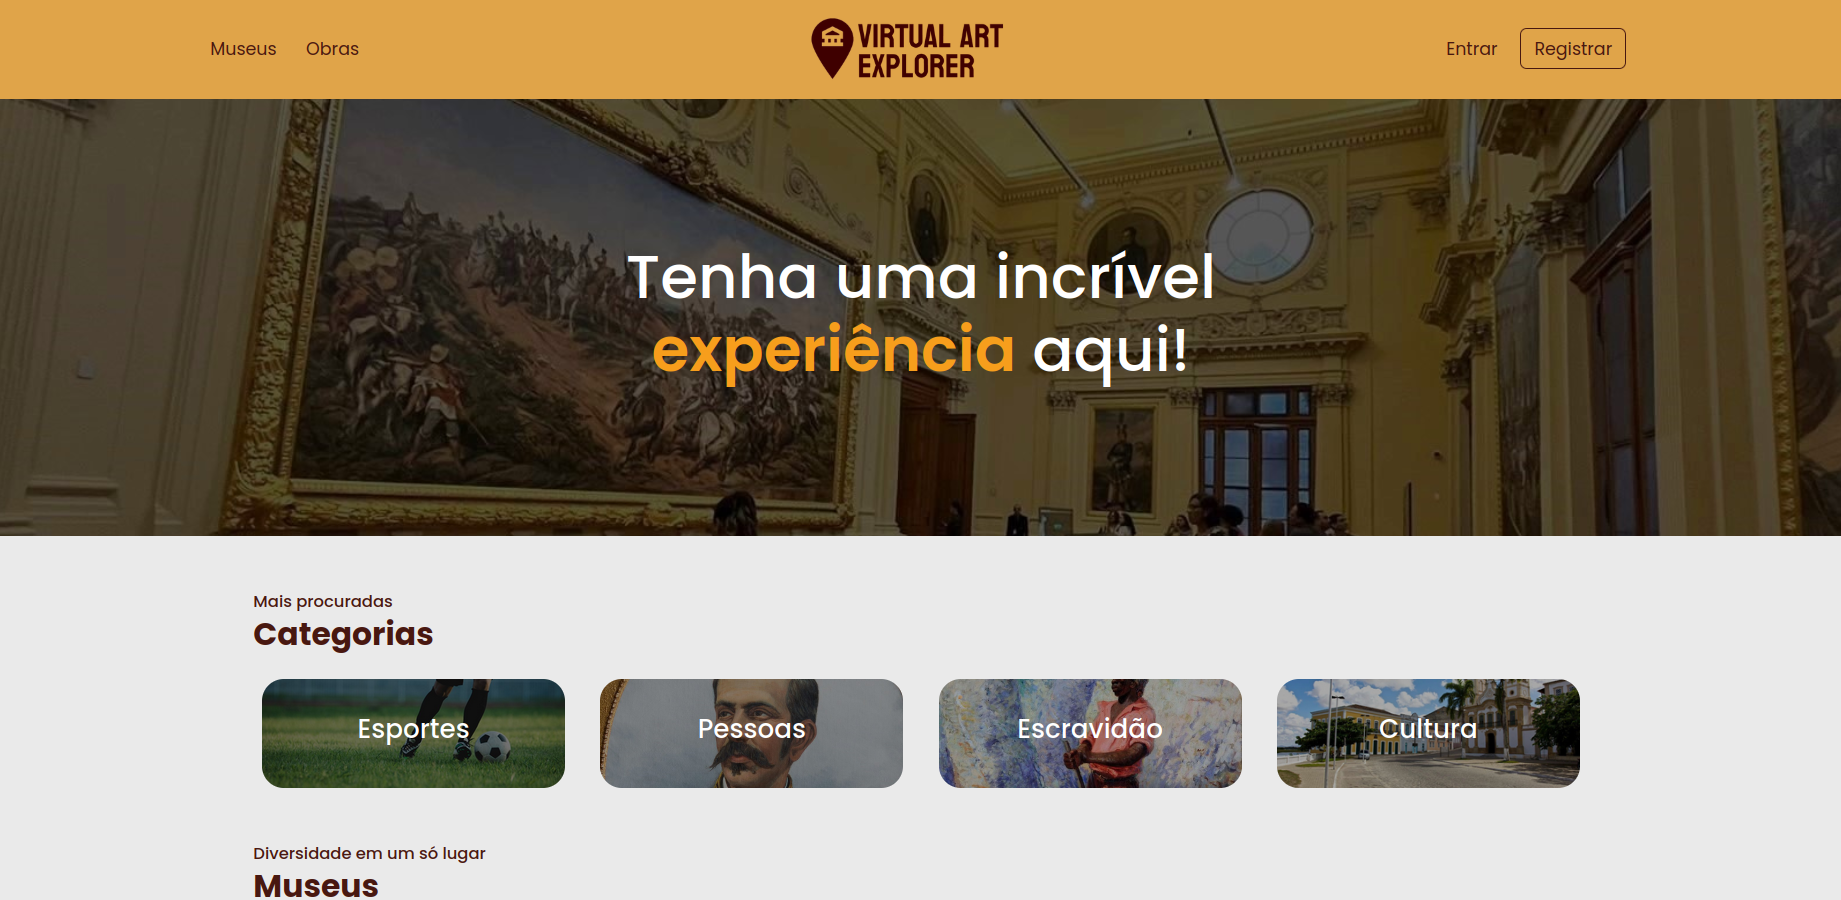 Museus
Obras
VIRTUAL ART
EXPLORER
Entrar
Registrar
Tenha uma incrível
experiência aqui!
Mais procuradas
Categorias
Esportes
Pessoas
Escravidão
Cultura
Diversidade em um só lugar
Museus